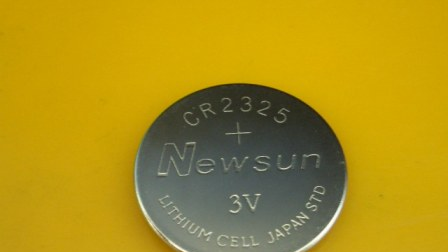 CR2325
+
Newsun
3V
LITHIUM CELL JAPAN STD